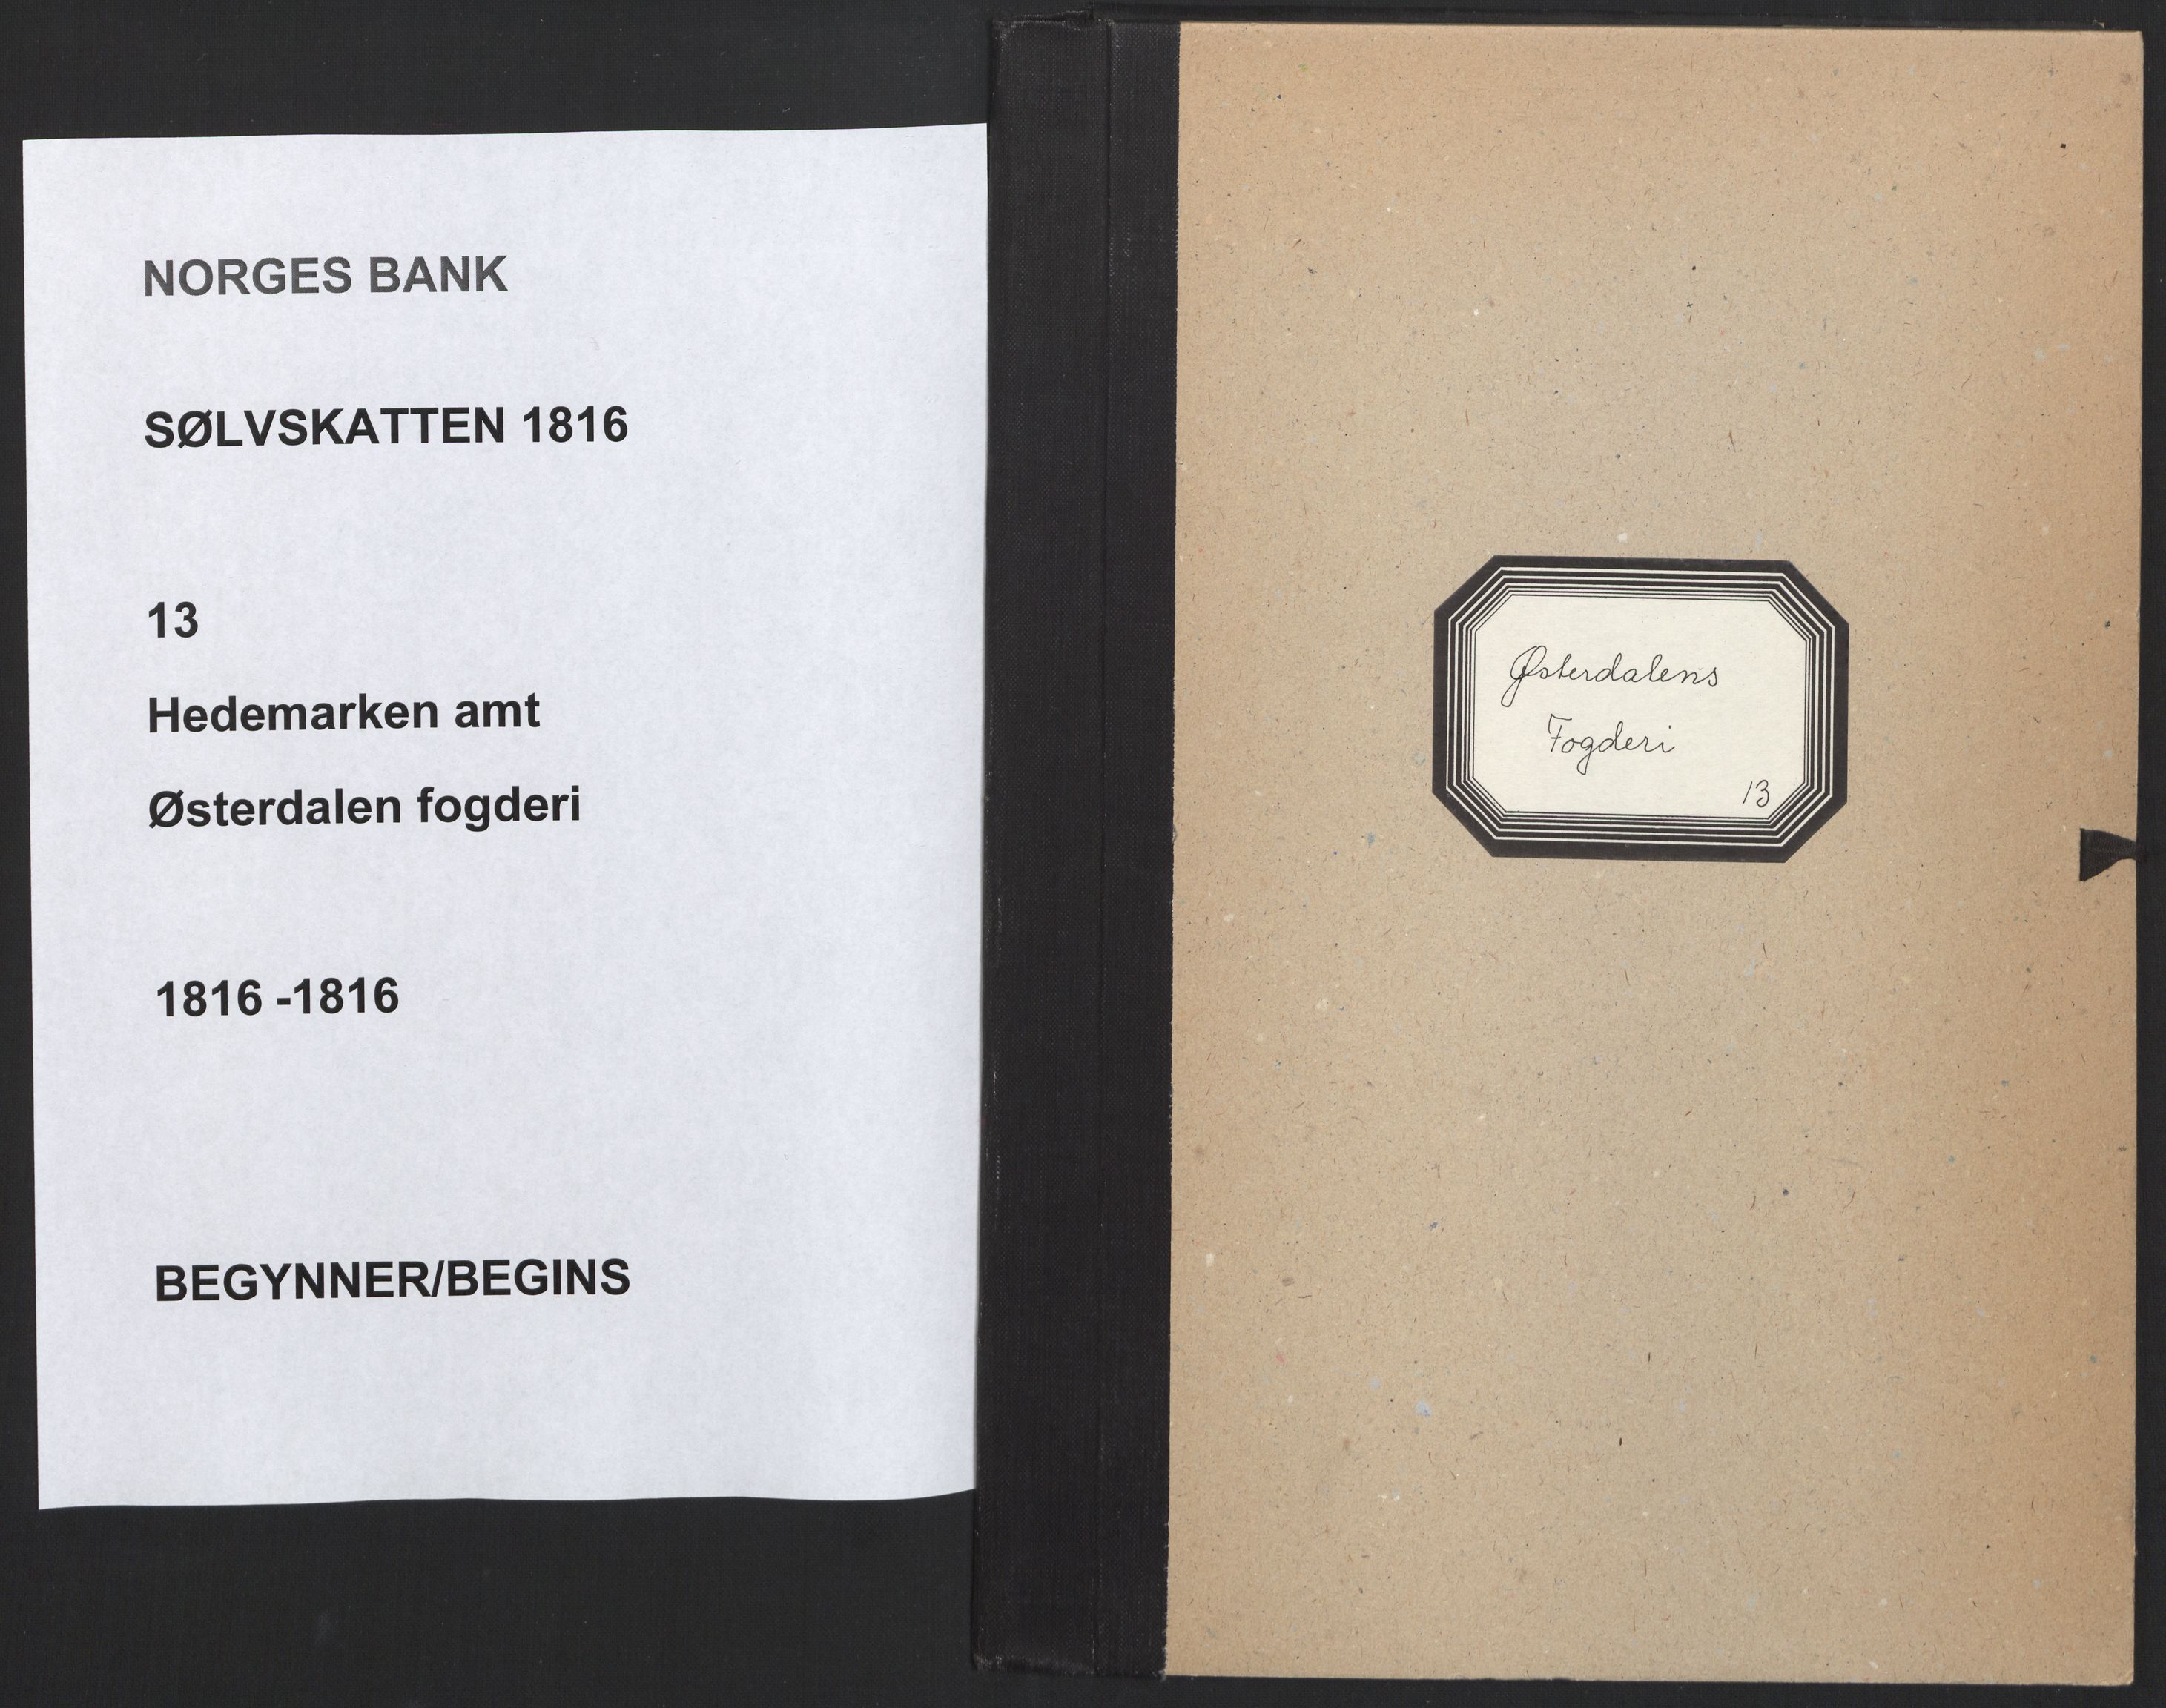 NORGES BANK
SØLVSKATTEN 1816
13
Hedemarken amt
Østerdalen fogderi
1816 -1816
BEGYNNER/BEGINS
Østerdalens
Fogderi
13